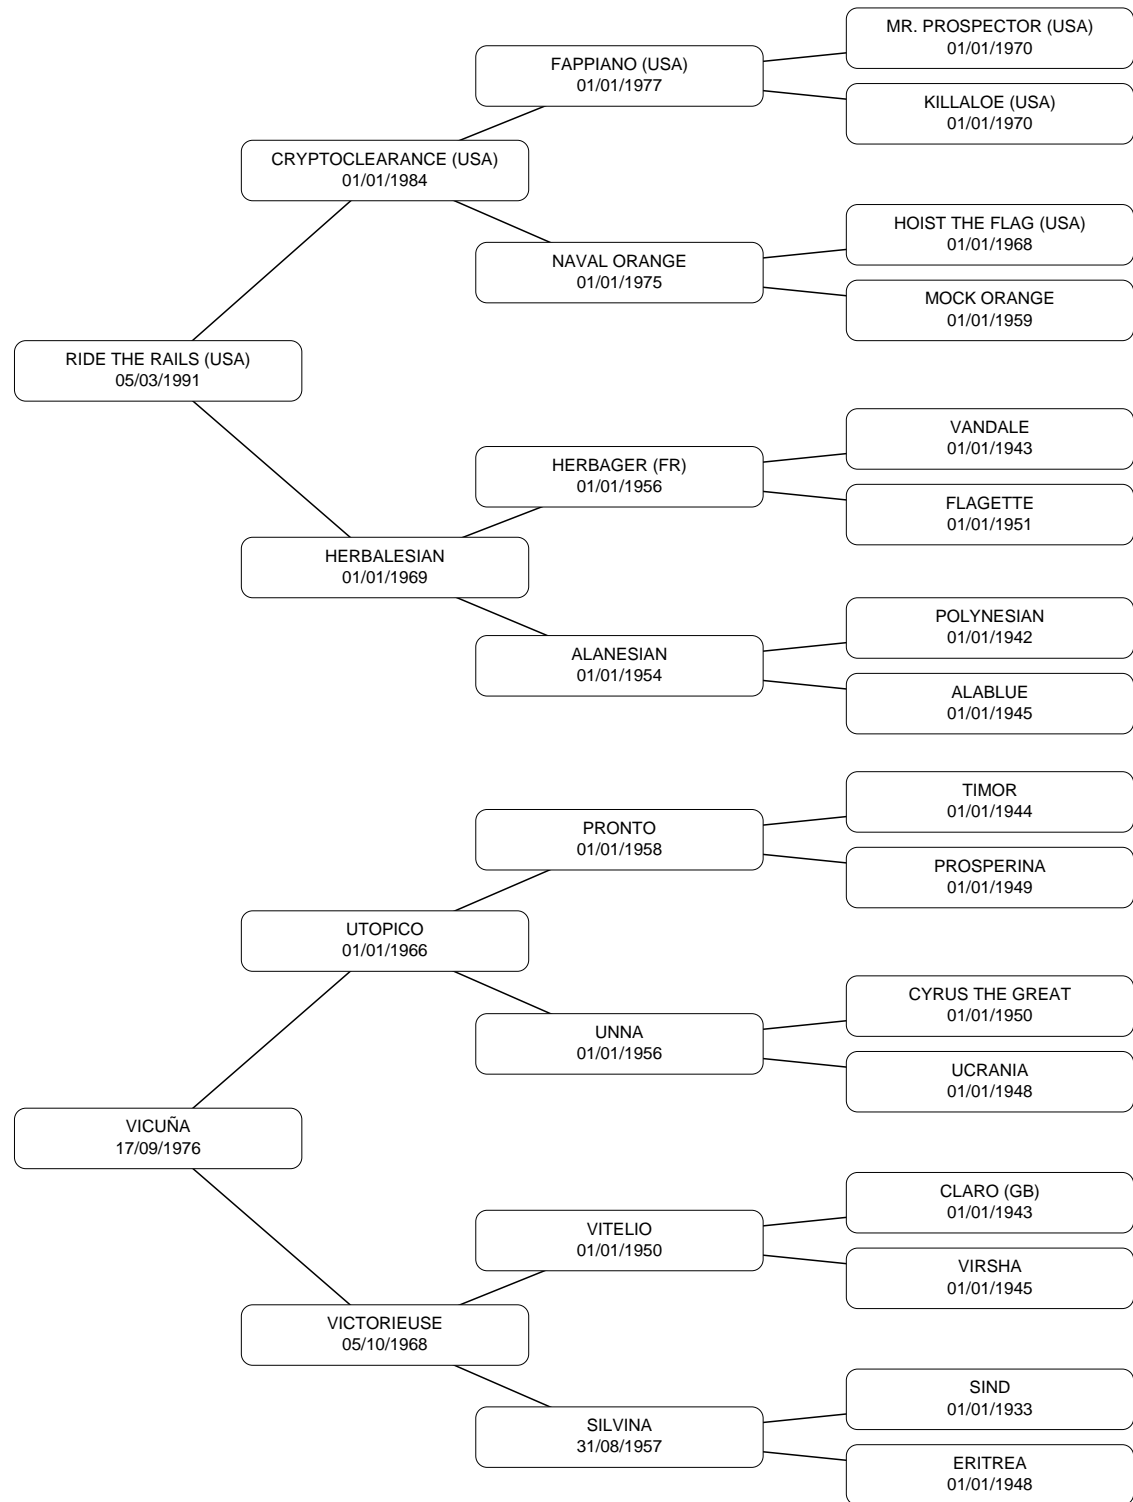 MR. PROSPECTOR (USA)
01/01/1970
FAPPIANO (USA)
01/01/1977
KILLALOE (USA)
01/01/1970
CRYPTOCLEARANCE (USA)
01/01/1984
HOIST THE FLAG (USA)
01/01/1968
NAVAL ORANGE
01/01/1975
MOCK ORANGE
01/01/1959
RIDE THE RAILS (USA)
05/03/1991
VANDALE
01/01/1943
HERBAGER (FR)
01/01/1956
FLAGETTE
01/01/1951
HERBALESIAN
01/01/1969
POLYNESIAN
01/01/1942
ALANESIAN
01/01/1954
ALABLUE
01/01/1945
TIMOR
01/01/1944
PRONTO
01/01/1958
PROSPERINA
01/01/1949
UTOPICO
01/01/1966
CYRUS THE GREAT
01/01/1950
UNNA
01/01/1956
UCRANIA
01/01/1948
VICUÑA
17/09/1976
CLARO (GB)
01/01/1943
VITELIO
01/01/1950
VIRSHA
01/01/1945
VICTORIEUSE
05/10/1968
SIND
01/01/1933
SILVINA
31/08/1957
ERITREA
01/01/1948